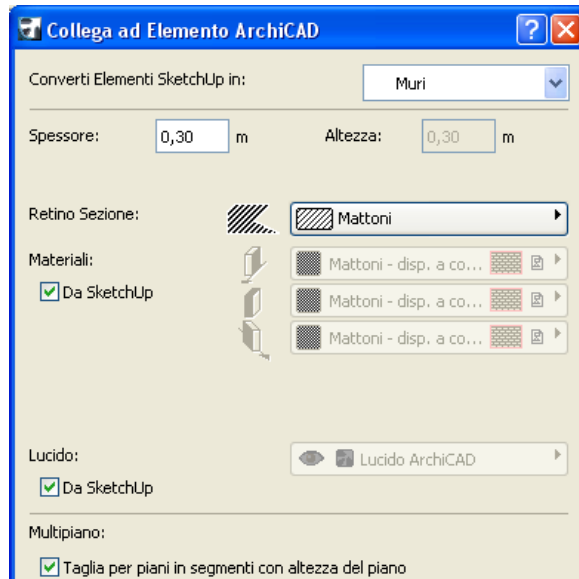 Collega ad Elemento ArchiCAD
Converti Elementi SketchUp in: Muri
Spessore: 0,30 m Altezza: 0,30 m
Retino Sezione: Mattoni
Materiali: Mattoni - disp. a co...
Da SketchUp Mattoni - disp. a co...
Mattoni - disp. a co...
Lucido: Lucido ArchiCAD
Da SketchUp
Multipiano:
Taglia per piani in segmenti con altezza del piano